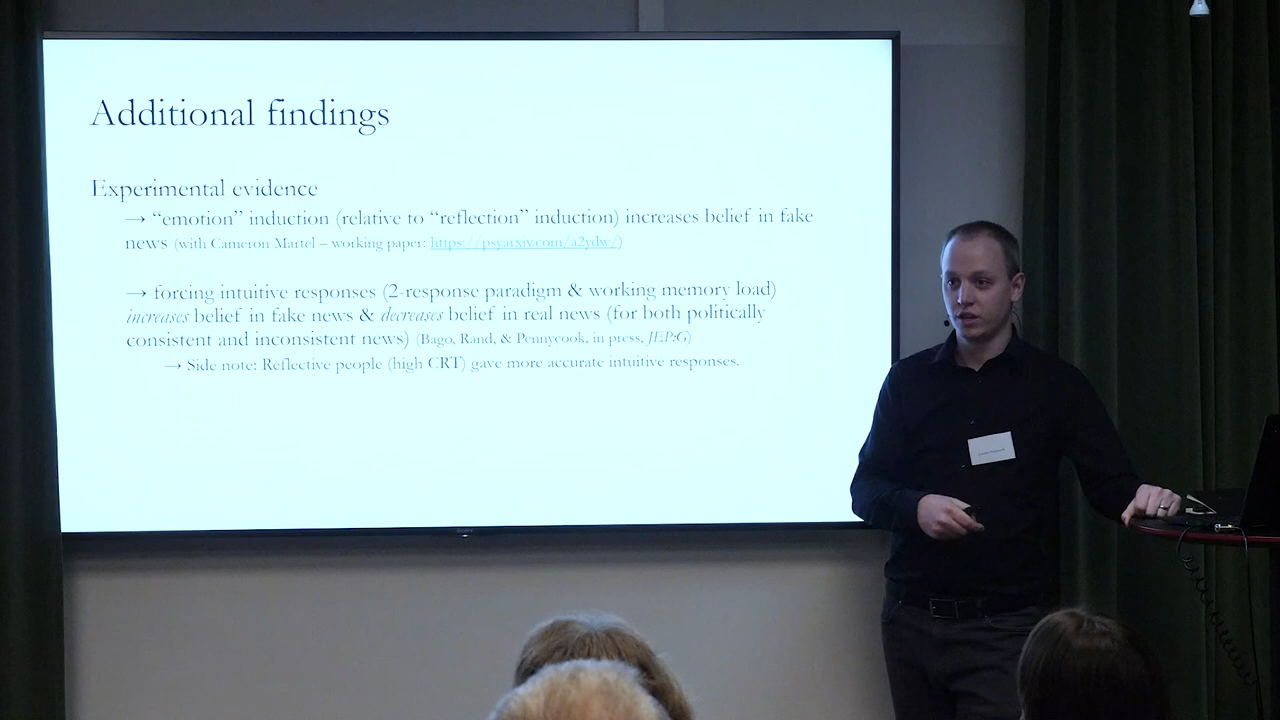 Additional findings
Experimental evidence
→ “emotion” induction (relative to “reflection” induction) increases belief in fake
news (with Cameron Martel – working paper: https://psyarxiv.com/a2ydw/)
→ forcing intuitive responses (2-response paradigm & working memory load)
increases belief in fake news & decreases belief in real news (for both politically
consistent and inconsistent news) (Bago, Rand, & Pennycook, in press, JEP:G)
→ Side note: Reflective people (high CRT) gave more accurate intuitive responses.
SONY